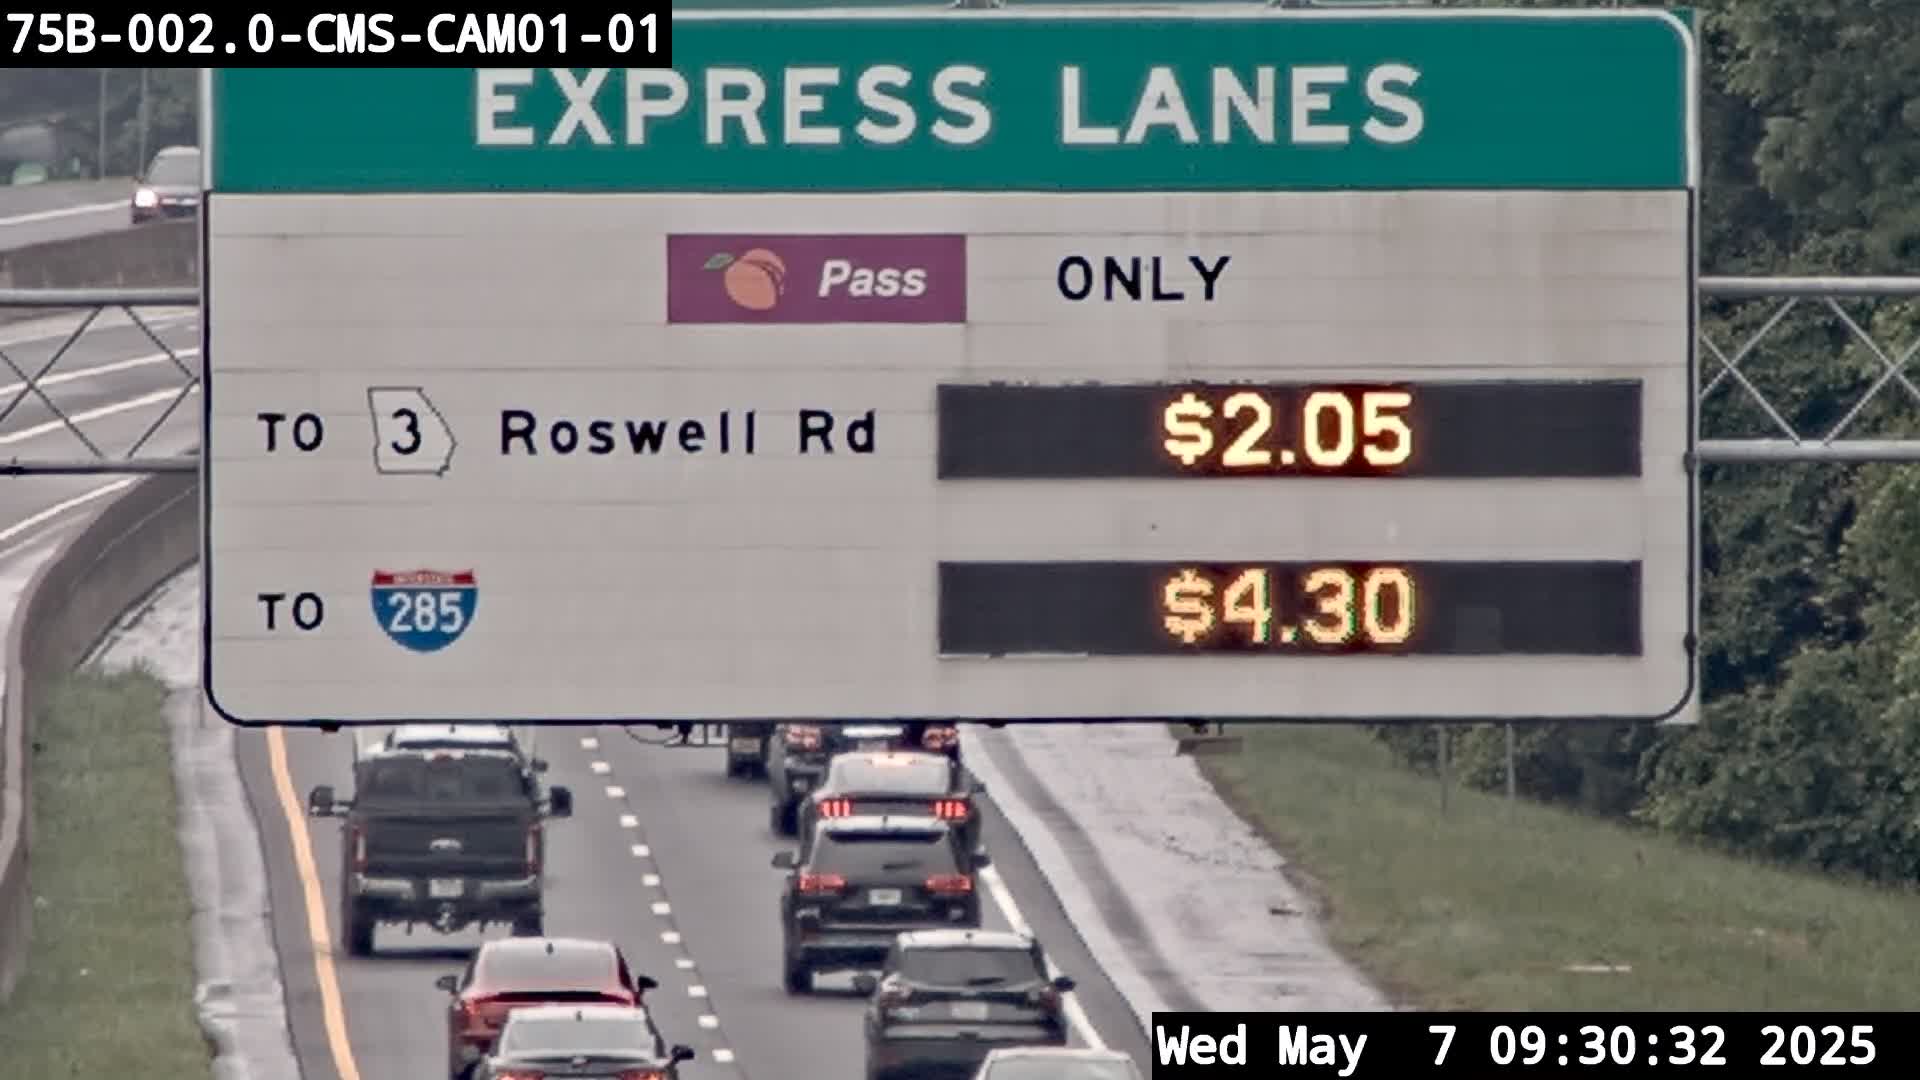 75B-002.0-CMS-CAM01-01
EXPRESS LANES
Pass ONLY
TO 3 Roswell Rd $2.05
TO INTERSTATE 285 $4.30
Wed May 7 09:30:32 2025